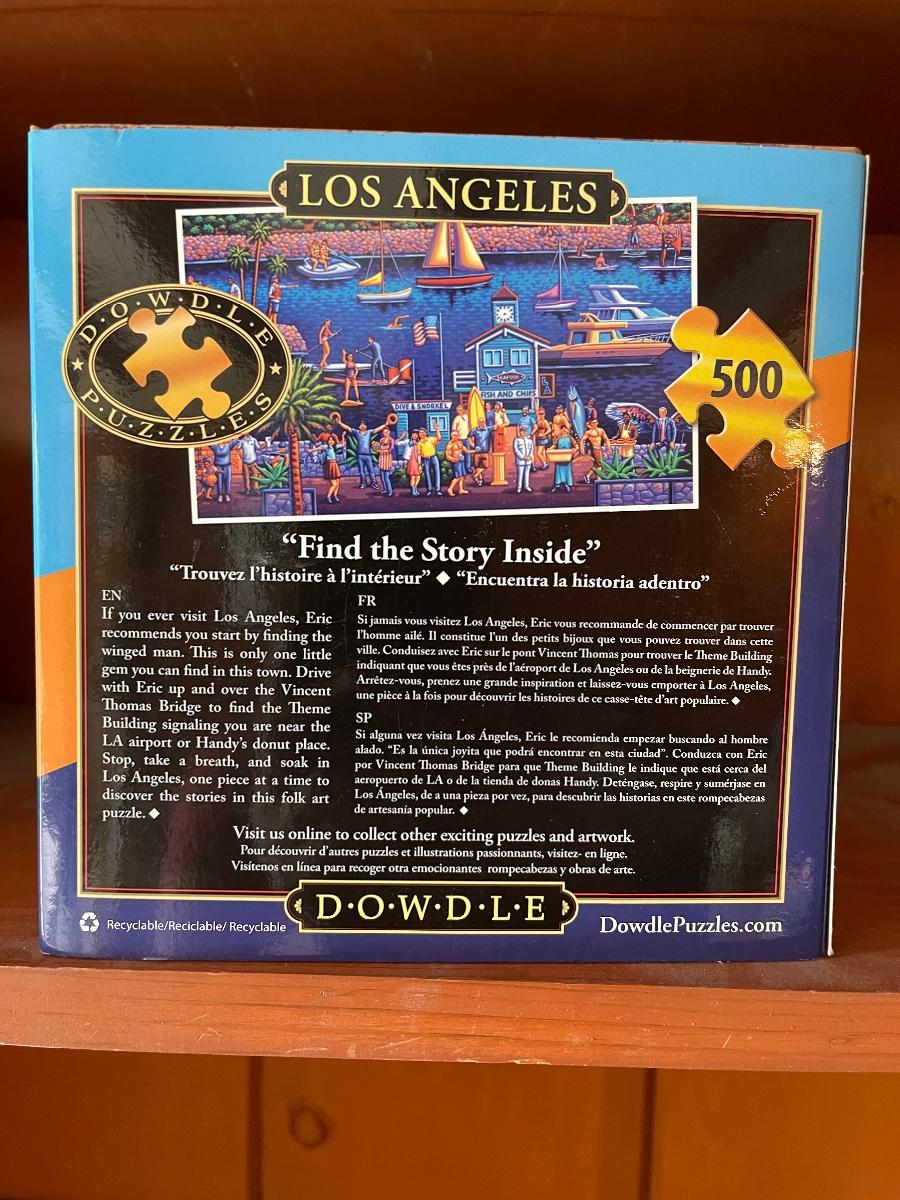 LOS ANGELES
DOWDLE
PUZZLES
500
SEAFOOD
FISH AND CHIPS
DIVE & SNORKEL
“Find the Story Inside”
“Trouvez l’histoire à l’intérieur” ◆ “Encuentra la historia adentro”
EN
If you ever visit Los Angeles, Eric
recommends you start by finding the
winged man. This is only one little
gem you can find in this town. Drive
with Eric up and over the Vincent
Thomas Bridge to find the Theme
Building signaling you are near the
LA airport or Handy’s donut place.
Stop, take a breath, and soak in
Los Angeles, one piece at a time to
discover the stories in this folk art
puzzle. ◆
FR
Si jamais vous visitez Los Angeles, Eric vous recommande de commencer par trouver
l’homme ailé. Il constitue l’un des petits bijoux que vous pouvez trouver dans cette
ville. Conduisez avec Eric sur le pont Vincent Thomas pour trouver le Theme Building
indiquant que vous êtes près de l’aéroport de Los Angeles ou de la beignerie de Handy.
Arrêtez-vous, prenez une grande inspiration et laissez-vous emporter à Los Angeles,
une pièce à la fois pour découvrir les histoires de ce casse-tête d’art populaire. ◆
SP
Si alguna vez visita Los Ángeles, Eric le recomienda empezar buscando al hombre
alado. “Es la única joyita que podrá encontrar en esta ciudad”. Conduzca con Eric
por Vincent Thomas Bridge para que Theme Building le indique que está cerca del
aeropuerto de LA o de la tienda de donas Handy. Deténgase, respire y sumérjase en
Los Ángeles, de a una pieza por vez, para descubrir las historias en este rompecabezas
de artesanía popular. ◆
Visit us online to collect other exciting puzzles and artwork.
Pour découvrir d’autres puzzles et illustrations passionnants, visitez- en ligne.
Visítenos en línea para recoger otra emocionantes rompecabezas y obras de arte.
D·O·W·D·L·E
Recyclable/Reciclable/ Recyclable
DowdlePuzzles.com